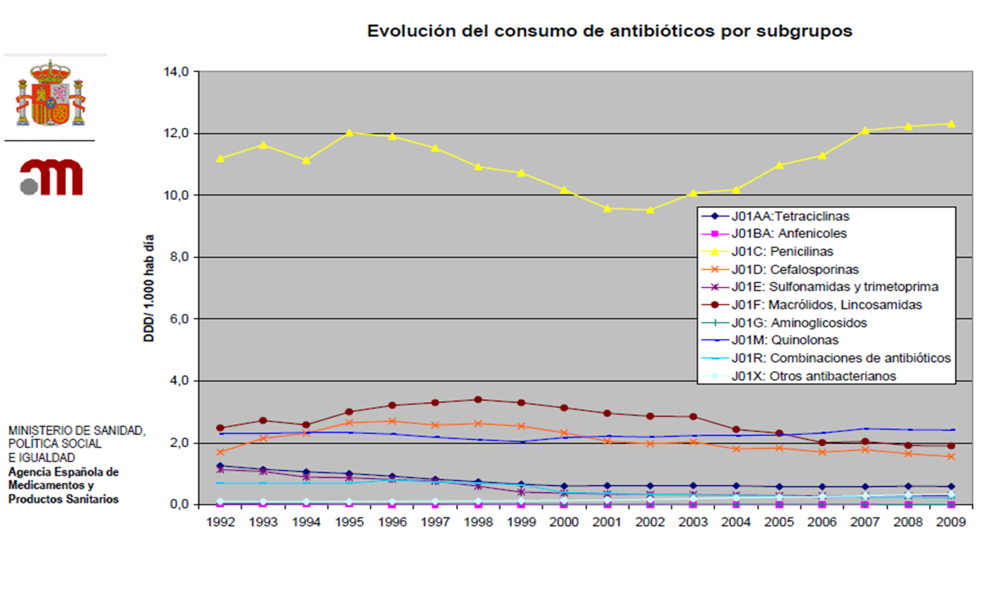 Evolución del consumo de antibióticos por subgrupos
14,0
12,0
10,0
8,0
6,0
4,0
2,0
0,0
DDD/ 1.000 hab día
J01AA:Tetraciclinas
J01BA: Anfenicoles
J01C: Penicilinas
J01D: Cefalosporinas
J01E: Sulfonamidas y trimetoprima
J01F: Macrólidos, Lincosamidas
J01G: Aminoglicosidos
J01M: Quinolonas
J01R: Combinaciones de antibióticos
J01X: Otros antibacterianos
1992 1993 1994 1995 1996 1997 1998 1999 2000 2001 2002 2003 2004 2005 2006 2007 2008 2009
am
MINISTERIO DE SANIDAD,
POLÍTICA SOCIAL
E IGUALDAD
Agencia Española de
Medicamentos y
Productos Sanitarios